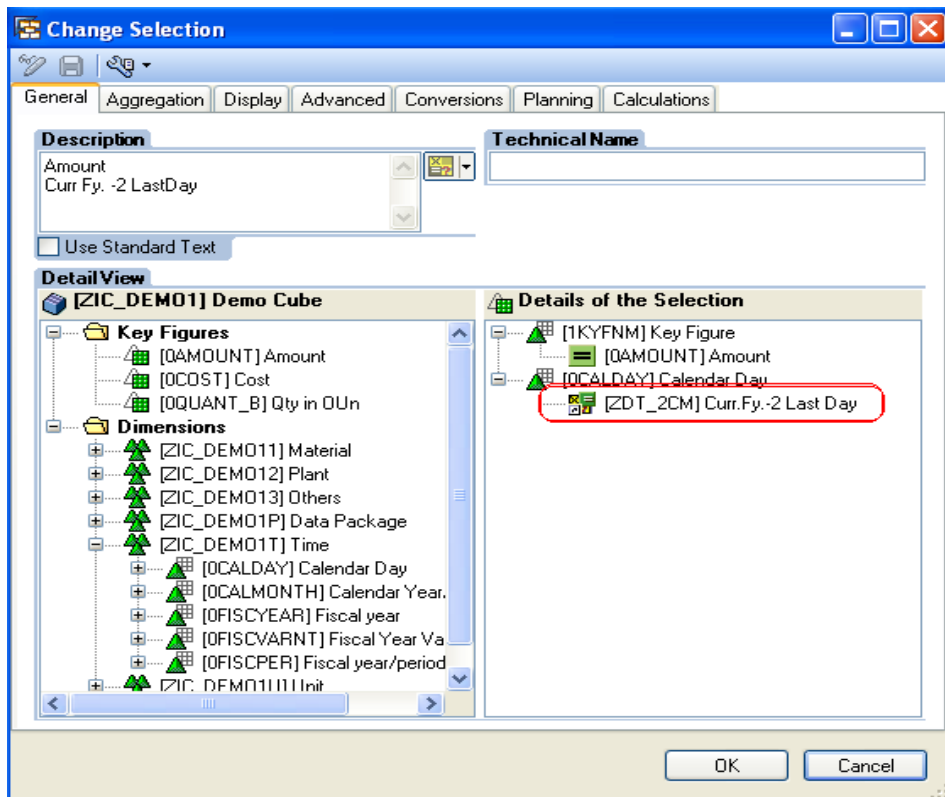 Change Selection
General Aggregation Display Advanced Conversions Planning Calculations
Description
Technical Name
Amount
Curr Fy. -2 LastDay
Use Standard Text
Detail View
[ZIC_DEMO1] Demo Cube
Details of the Selection
Key Figures
[0AMOUNT] Amount
[0COST] Cost
[0QUANT_B] Qty in OUn
Dimensions
[ZIC_DEMO11] Material
[ZIC_DEMO12] Plant
[ZIC_DEMO13] Others
[ZIC_DEMO1P] Data Package
[ZIC_DEMO1T] Time
[0CALDAY] Calendar Day
[0CALMONTH] Calendar Year.
[0FISCYEAR] Fiscal year
[0FISCVARNT] Fiscal Year Va
[0FISCPER] Fiscal year/period
[ZIC_DEMO1U] Unit
[1KYFNM] Key Figure
[0AMOUNT] Amount
[0CALDAY] Calendar Day
[ZDT_2CM] Curr.Fy.-2 Last Day
OK Cancel